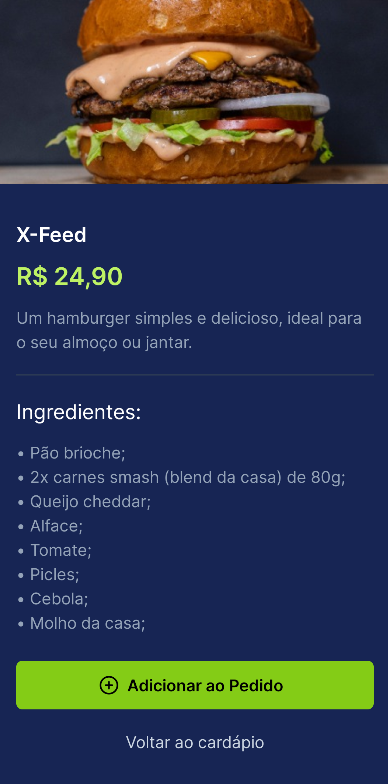 X-Feed
R$ 24,90
Um hamburger simples e delicioso, ideal para
o seu almoço ou jantar.
Ingredientes:
• Pão brioche;
• 2x carnes smash (blend da casa) de 80g;
• Queijo cheddar;
• Alface;
• Tomate;
• Picles;
• Cebola;
• Molho da casa;
Adicionar ao Pedido
Voltar ao cardápio